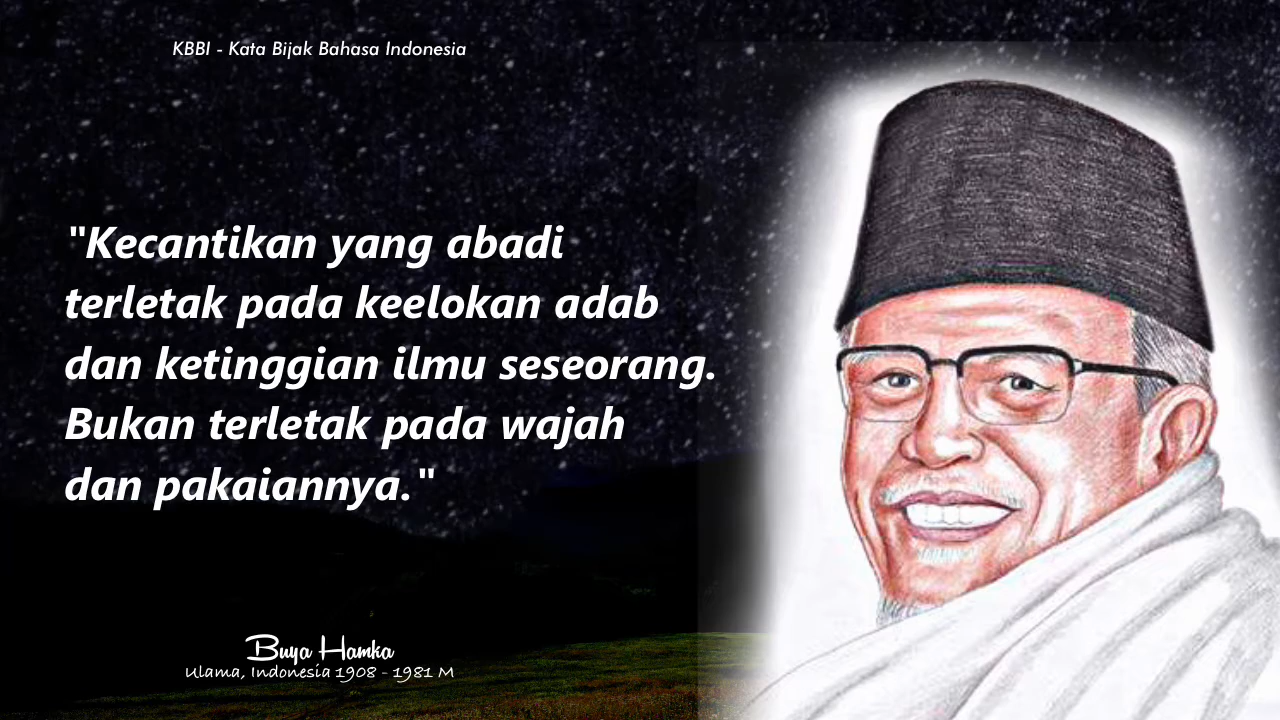 KBBI - Kata Bijak Bahasa Indonesia
"Kecantikan yang abadi
terletak pada keelokan adab
dan ketinggian ilmu seseorang.
Bukan terletak pada wajah
dan pakaiannya."
Buya Hamka
Ulama, Indonesia 1908 - 1981 M